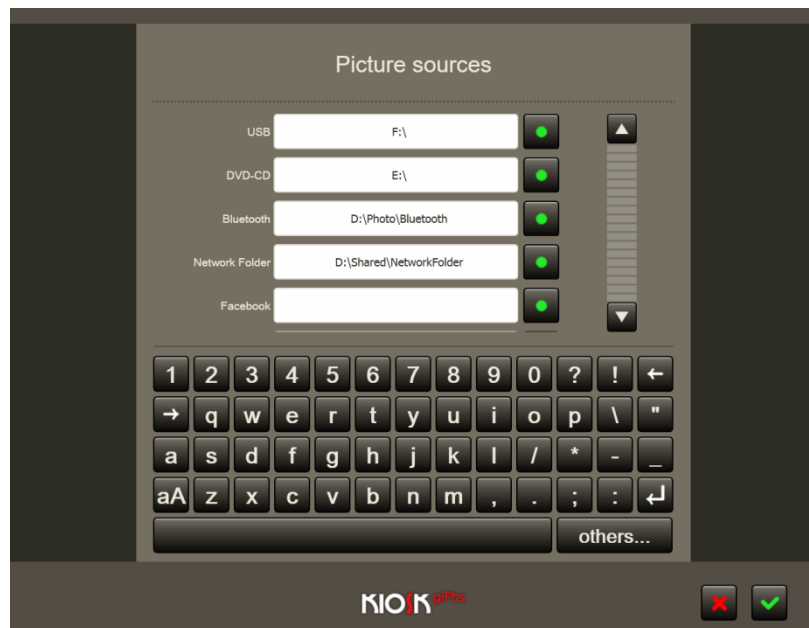 Picture sources
USB F:\
DVD-CD E:\
Bluetooth D:\Photo\Bluetooth
Network Folder D:\Shared\NetworkFolder
Facebook
1 2 3 4 5 6 7 8 9 0 ? ! ←
→ q w e r t y u i o p \ "
a s d f g h j k l / * - _
aA z x c v b n m , . ; : ↵
others...
KIOSK gifts